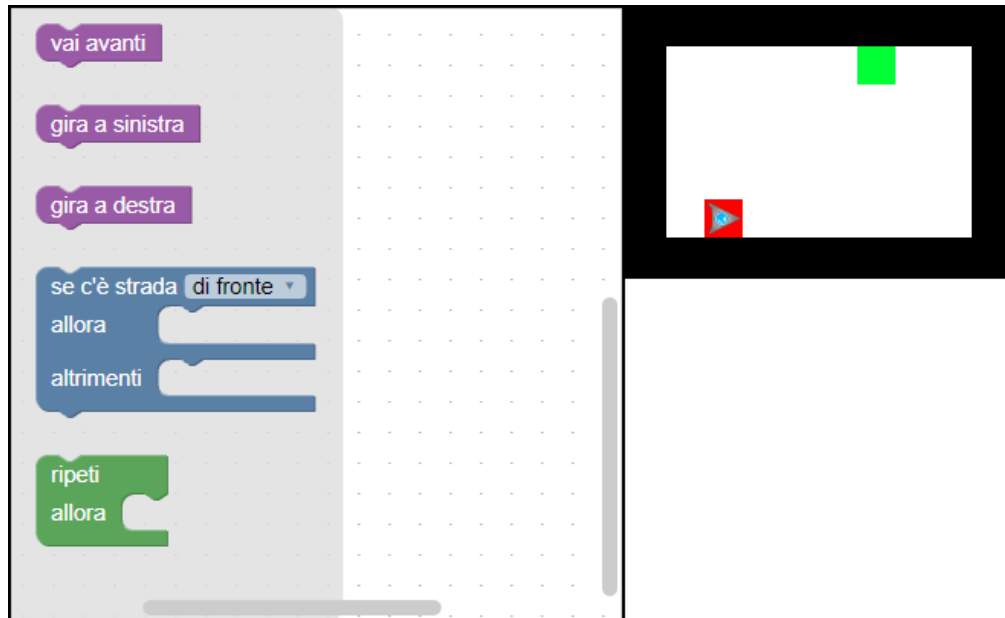 vai avanti
gira a sinistra
gira a destra
se c'è strada di fronte
allora
altrimenti
ripeti
allora